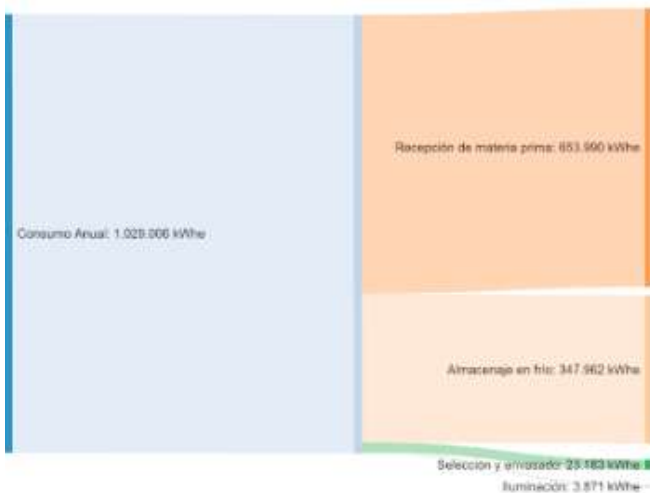 Recepción de materia prima: 653.990 kWhe
Consumo Anual: 1.029.006 kWhe
Almacenaje en frío: 347.962 kWhe
Selección y envasado: 23.183 kWhe
Iluminación: 3.871 kWhe